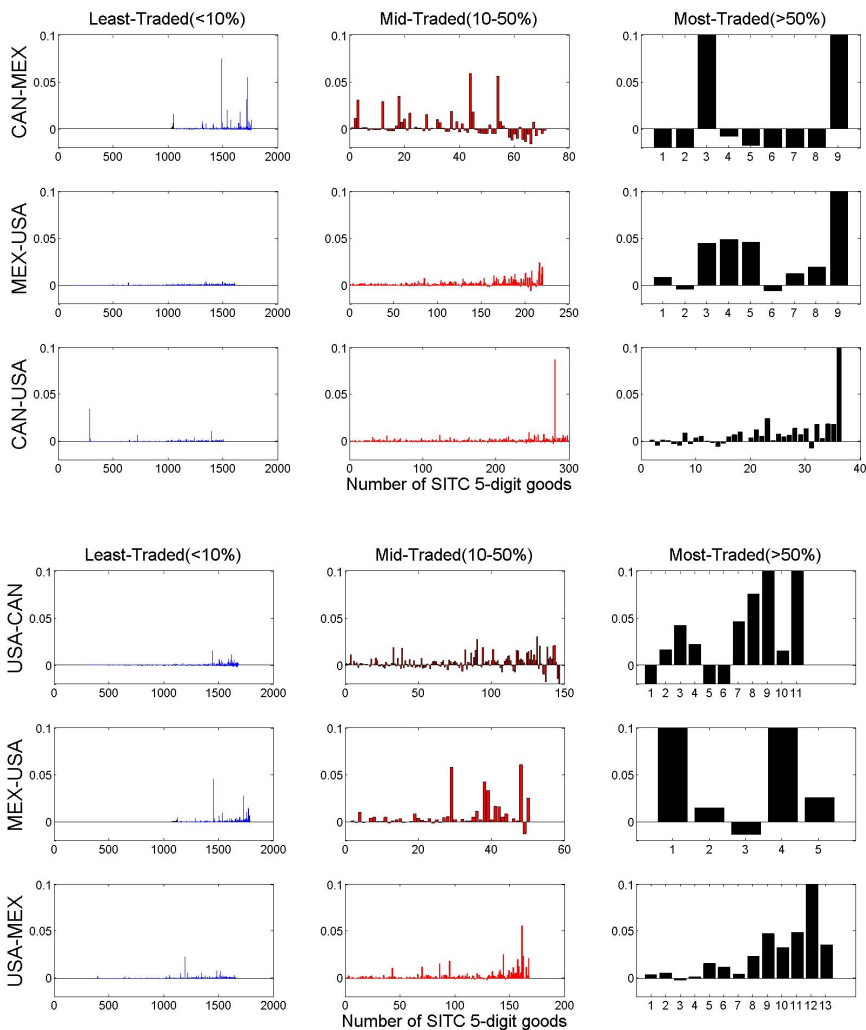 Least-Traded(<10%) Mid-Traded(10-50%) Most-Traded(>50%)
CAN-MEX
0.1 0.1 0.1
0.05 0.05 0.05
0 0 0
0 500 1000 1500 2000 20 40 60 80 1 2 3 4 5 6 7 8 9
MEX-USA
0.1 0.1 0.1
0.05 0.05 0.05
0 0 0
0 500 1000 1500 2000 0 50 100 150 200 250 1 2 3 4 5 6 7 8 9
CAN-USA
0.1 0.1 0.1
0.05 0.05 0.05
0 0 0
0 500 1000 1500 2000 0 100 200 300 0 10 20 30 40
Number of SITC 5-digit goods
Least-Traded(<10%) Mid-Traded(10-50%) Most-Traded(>50%)
USA-CAN
0.1 0.1 0.1
0.05 0.05 0.05
0 0 0
0 500 1000 1500 2000 0 50 100 150 1 2 3 4 5 6 7 8 9 10 11
MEX-USA
0.1 0.1 0.1
0.05 0.05 0.05
0 0 0
0 500 1000 1500 2000 0 20 40 60 1 2 3 4 5
USA-MEX
0.1 0.1 0.1
0.05 0.05 0.05
0 0 0
0 500 1000 1500 2000 0 50 100 150 200 1 2 3 4 5 6 7 8 9 10 11 12 13
Number of SITC 5-digit goods